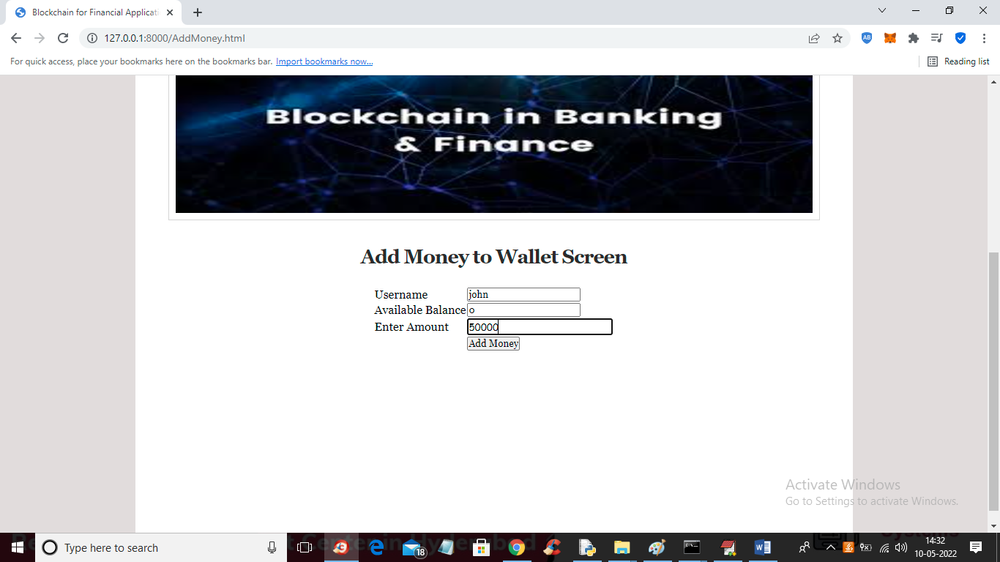 Blockchain for Financial Applicati
127.0.0.1:8000/AddMoney.html
AB
For quick access, place your bookmarks here on the bookmarks bar. Import bookmarks now...
Reading list
Blockchain in Banking
& Finance
Add Money to Wallet Screen
Username john
Available Balance 0
Enter Amount 50000
Add Money
Activate Windows
Go to Settings to activate Windows.
Type here to search
18
14:32
10-05-2022